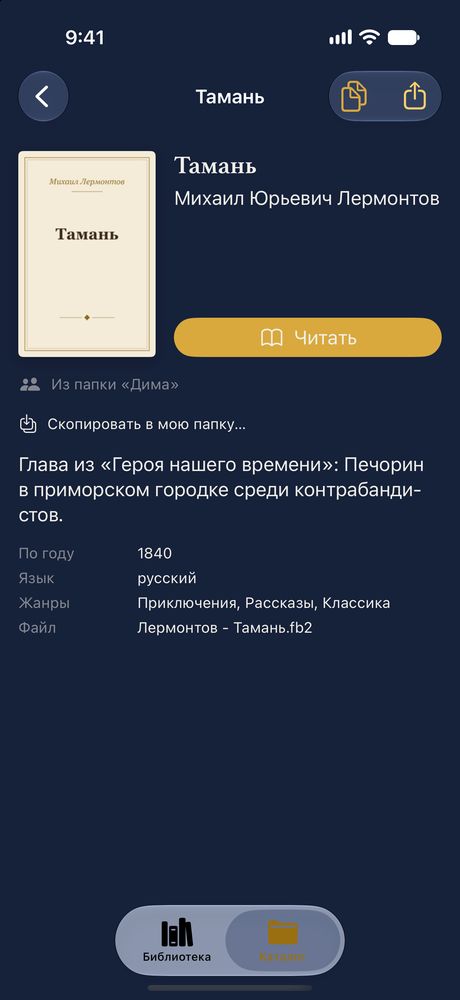 9:41
Тамань
Михаил Лермонтов
Тамань
Тамань
Михаил Юрьевич Лермонтов
Читать
Из папки «Дима»
Скопировать в мою папку...
Глава из «Героя нашего времени»: Печорин
в приморском городке среди контрабанди-
стов.
По году 1840
Язык русский
Жанры Приключения, Рассказы, Классика
Файл Лермонтов - Тамань.fb2
Библиотека Каталог